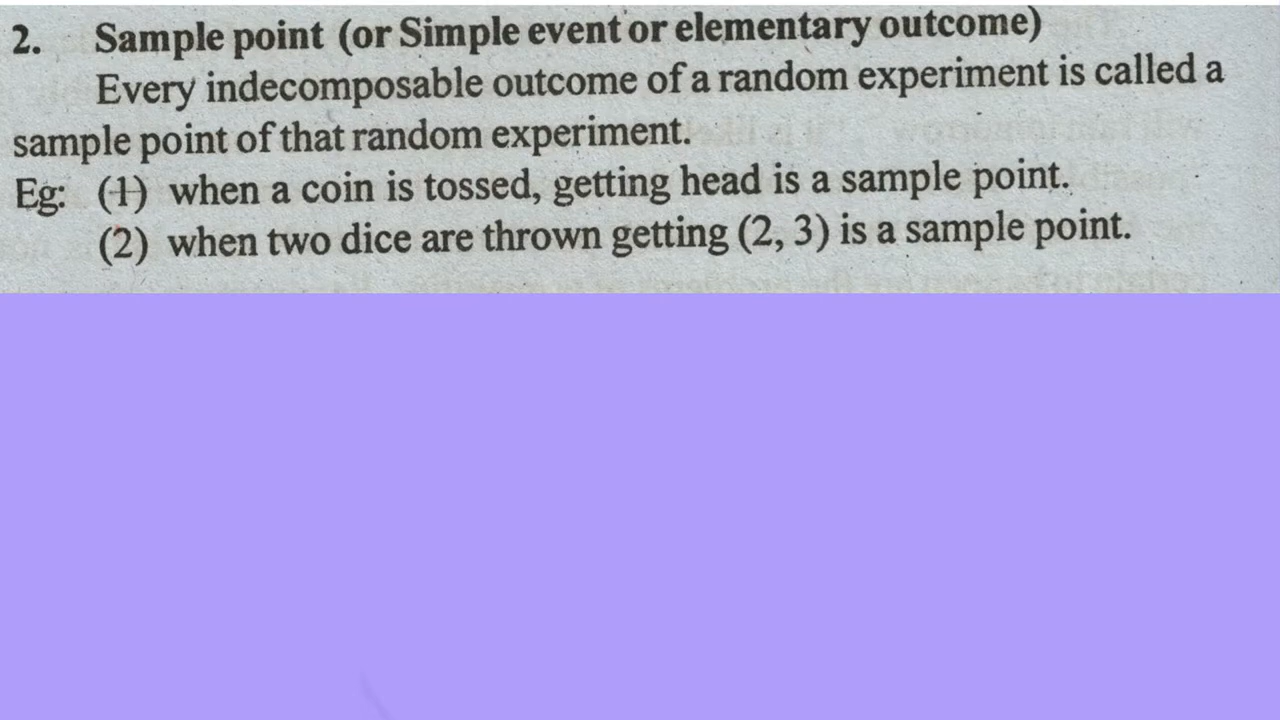 2. Sample point (or Simple event or elementary outcome)
Every indecomposable outcome of a random experiment is called a
sample point of that random experiment.
Eg: (1) when a coin is tossed, getting head is a sample point.
(2) when two dice are thrown getting (2, 3) is a sample point.